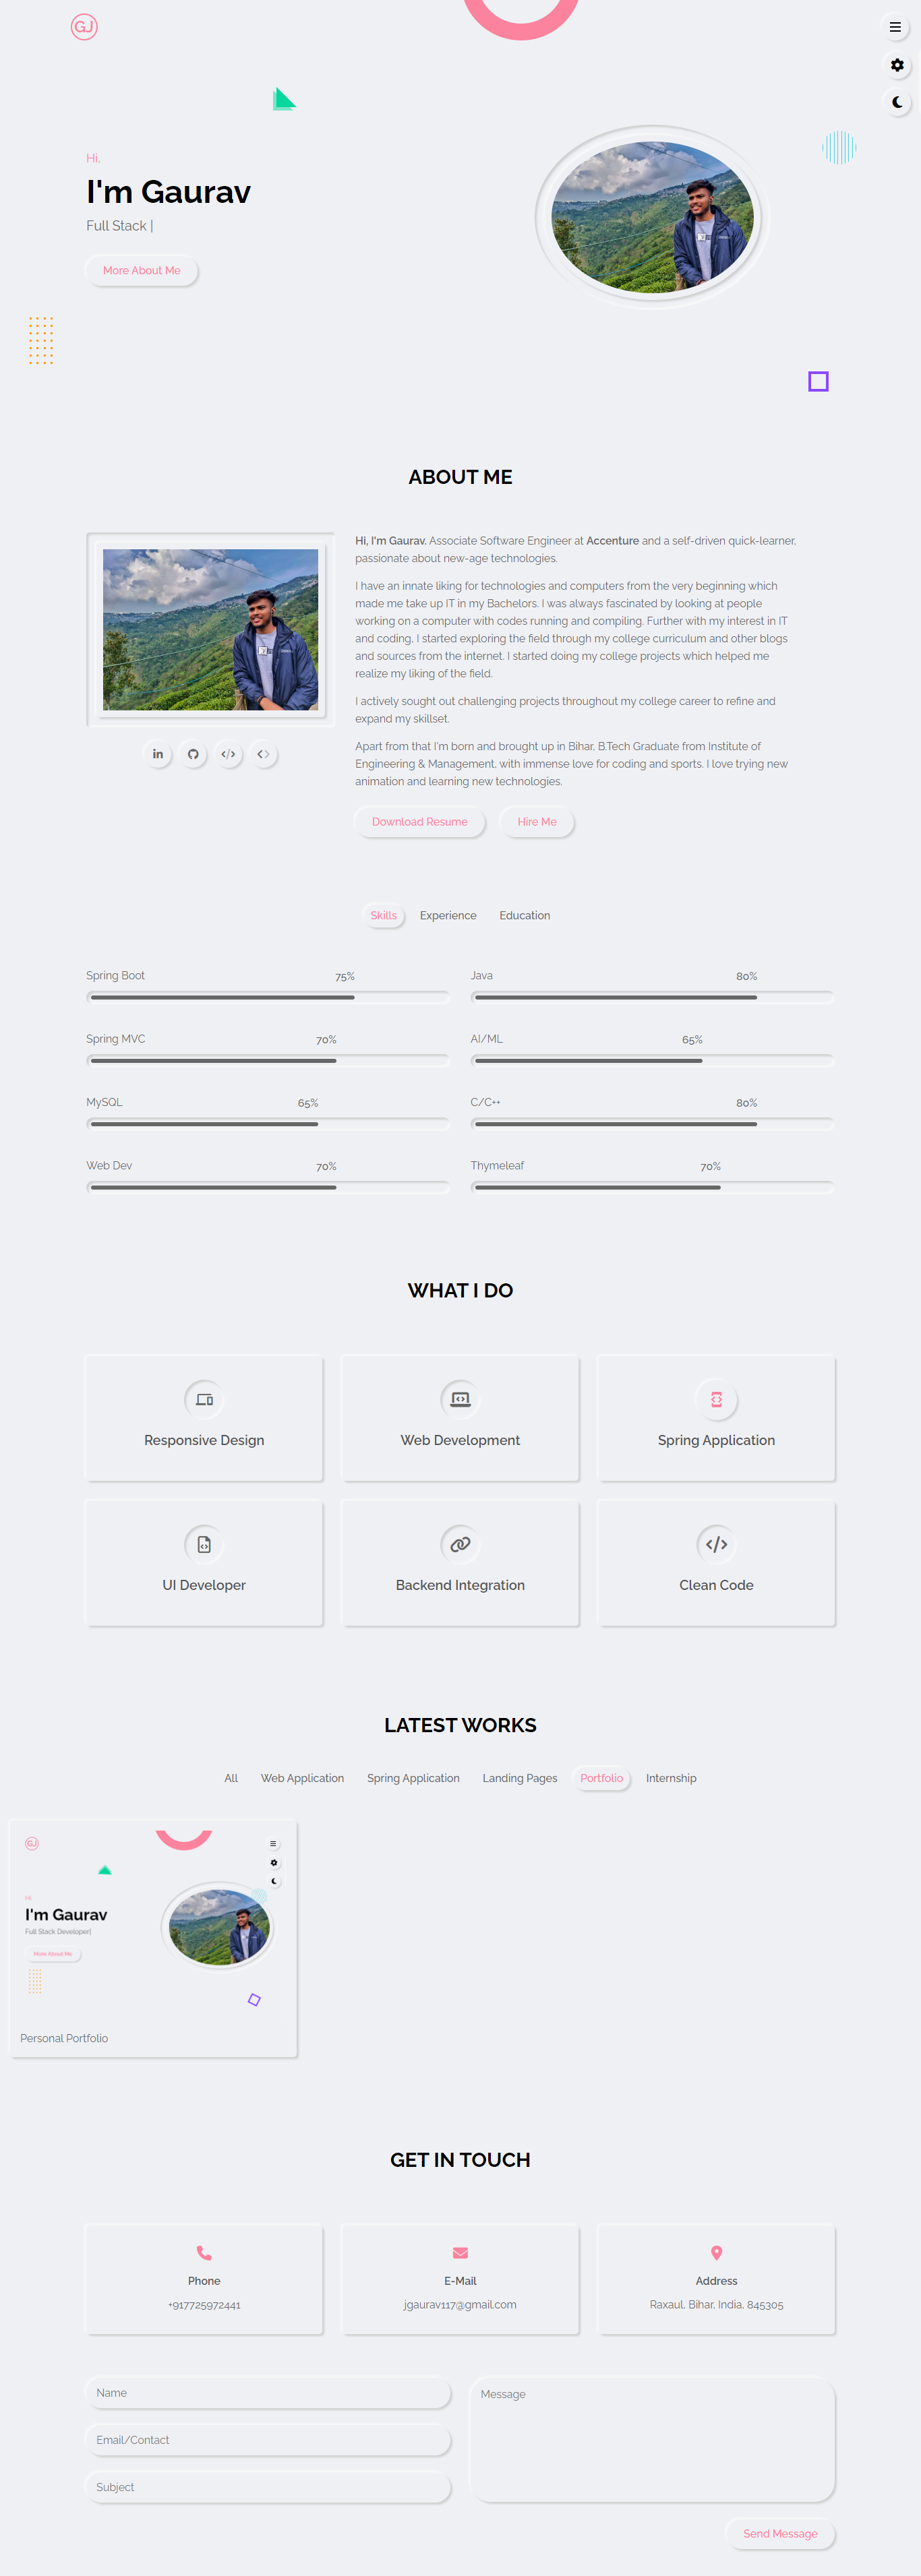 GJ
Hi,
I'm Gaurav
Full Stack |
More About Me
ABOUT ME
Hi, I'm Gaurav. Associate Software Engineer at Accenture and a self-driven quick-learner,
passionate about new-age technologies.
I have an innate liking for technologies and computers from the very beginning which
made me take up IT in my Bachelors. I was always fascinated by looking at people
working on a computer with codes running and compiling. Further with my interest in IT
and coding, I started exploring the field through my college curriculum and other blogs
and sources from the internet. I started doing my college projects which helped me
realize my liking of the field.
I actively sought out challenging projects throughout my college career to refine and
expand my skillset.
Apart from that I'm born and brought up in Bihar. B.Tech Graduate from Institute of
Engineering & Management, with immense love for coding and sports. I love trying new
animation and learning new technologies.
Download Resume Hire Me
Skills Experience Education
Spring Boot 75% Java 80%
Spring MVC 70% AI/ML 65%
MySQL 65% C/C++ 80%
Web Dev 70% Thymeleaf 70%
WHAT I DO
Responsive Design Web Development Spring Application
UI Developer Backend Integration Clean Code
LATEST WORKS
All Web Application Spring Application Landing Pages Portfolio Internship
GJ
Hi,
I'm Gaurav
Full Stack Developer|
More About Me
Personal Portfolio
GET IN TOUCH
Phone E-Mail Address
+917725972441 jgaurav117@gmail.com Raxaul, Bihar, India, 845305
Name Message
Email/Contact
Subject
Send Message